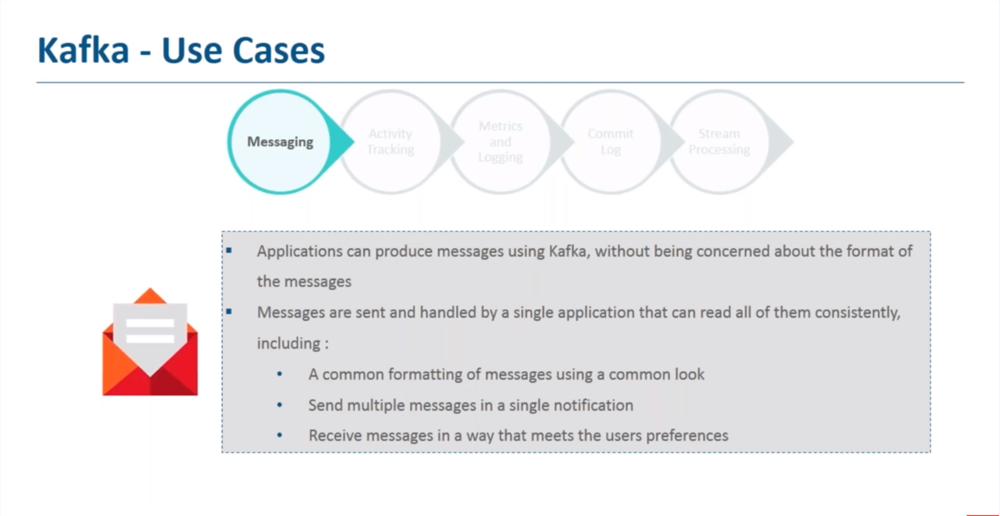 Kafka - Use Cases
Messaging
Activity
Tracking
Metrics
and
Logging
Commit
Log
Stream
Processing
Applications can produce messages using Kafka, without being concerned about the format of
the messages
Messages are sent and handled by a single application that can read all of them consistently,
including :
A common formatting of messages using a common look
Send multiple messages in a single notification
Receive messages in a way that meets the users preferences